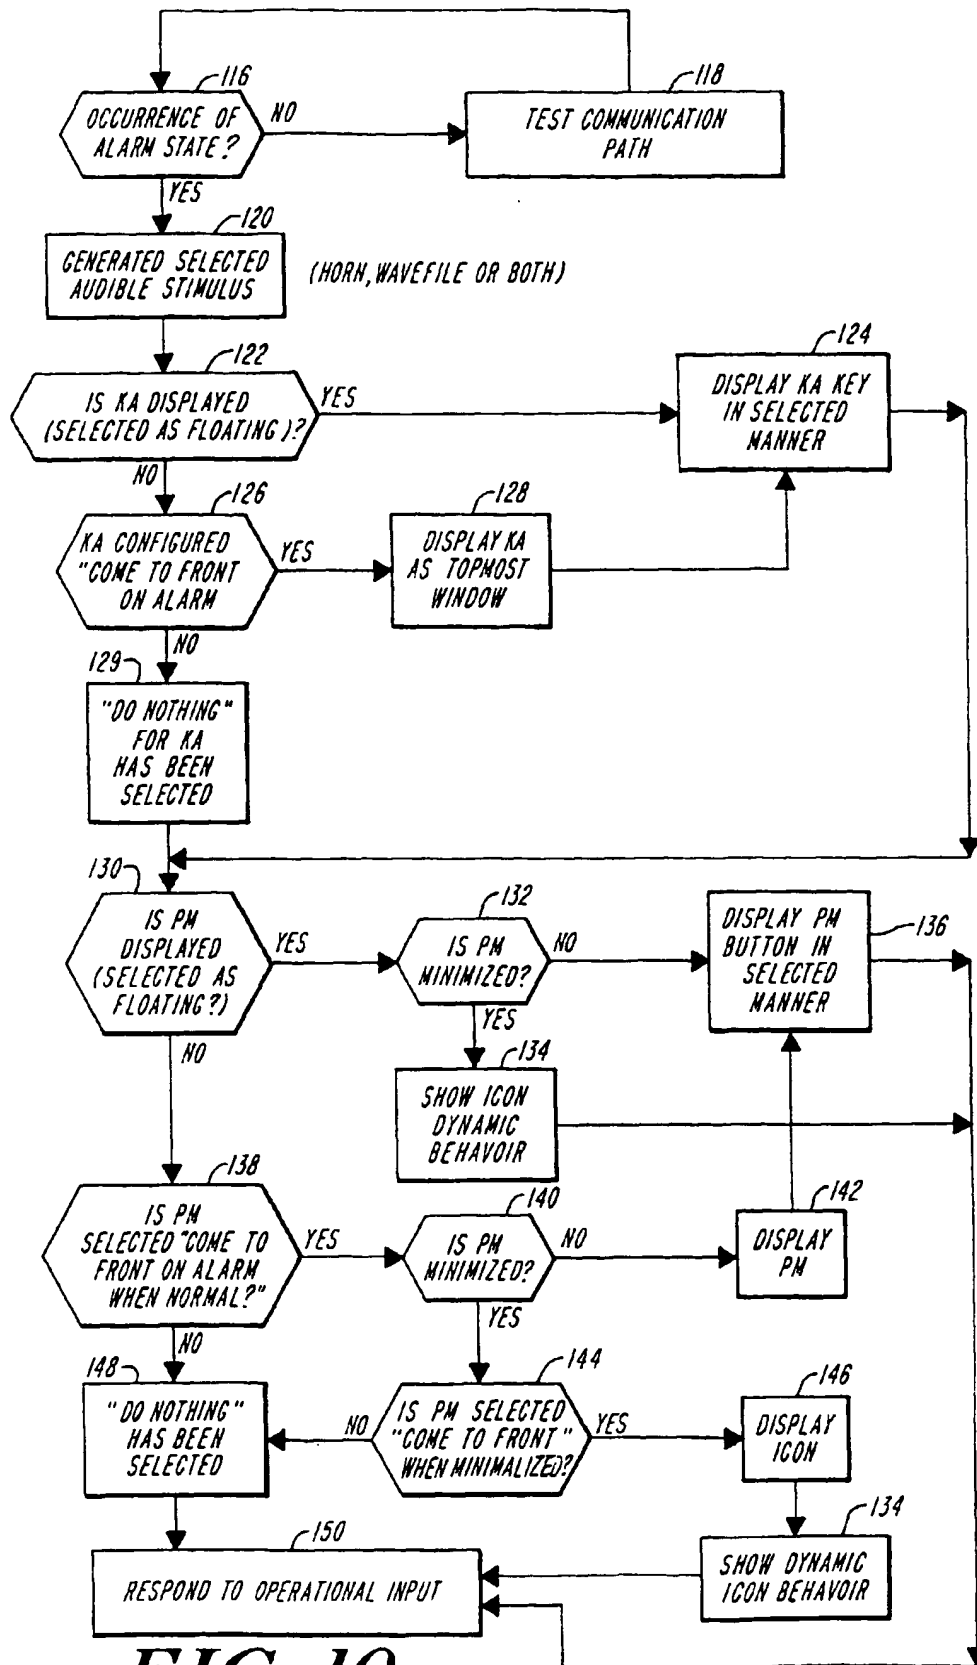 116
OCCURRENCE OF
ALARM STATE?
NO
YES
118
TEST COMMUNICATION
PATH
120
GENERATED SELECTED
AUDIBLE STIMULUS
(HORN, WAVEFILE OR BOTH)
122
IS KA DISPLAYED
(SELECTED AS FLOATING)?
YES
NO
124
DISPLAY KA KEY
IN SELECTED
MANNER
126
KA CONFIGURED
"COME TO FRONT
ON ALARM
YES
NO
128
DISPLAY KA
AS TOPMOST
WINDOW
129
"DO NOTHING"
FOR KA
HAS BEEN
SELECTED
130
IS PM
DISPLAYED
(SELECTED AS
FLOATING?)
YES
NO
132
IS PM
MINIMIZED?
NO
YES
DISPLAY PM
BUTTON IN
SELECTED
MANNER
136
134
SHOW ICON
DYNAMIC
BEHAVOIR
138
IS PM
SELECTED "COME TO
FRONT ON ALARM
WHEN NORMAL?"
YES
NO
140
IS PM
MINIMIZED?
NO
YES
142
DISPLAY
PM
148
"DO NOTHING"
HAS BEEN
SELECTED
144
IS PM SELECTED
"COME TO FRONT"
WHEN MINIMALIZED?
NO
YES
146
DISPLAY
ICON
134
SHOW DYNAMIC
ICON BEHAVOIR
150
RESPOND TO OPERATIONAL INPUT